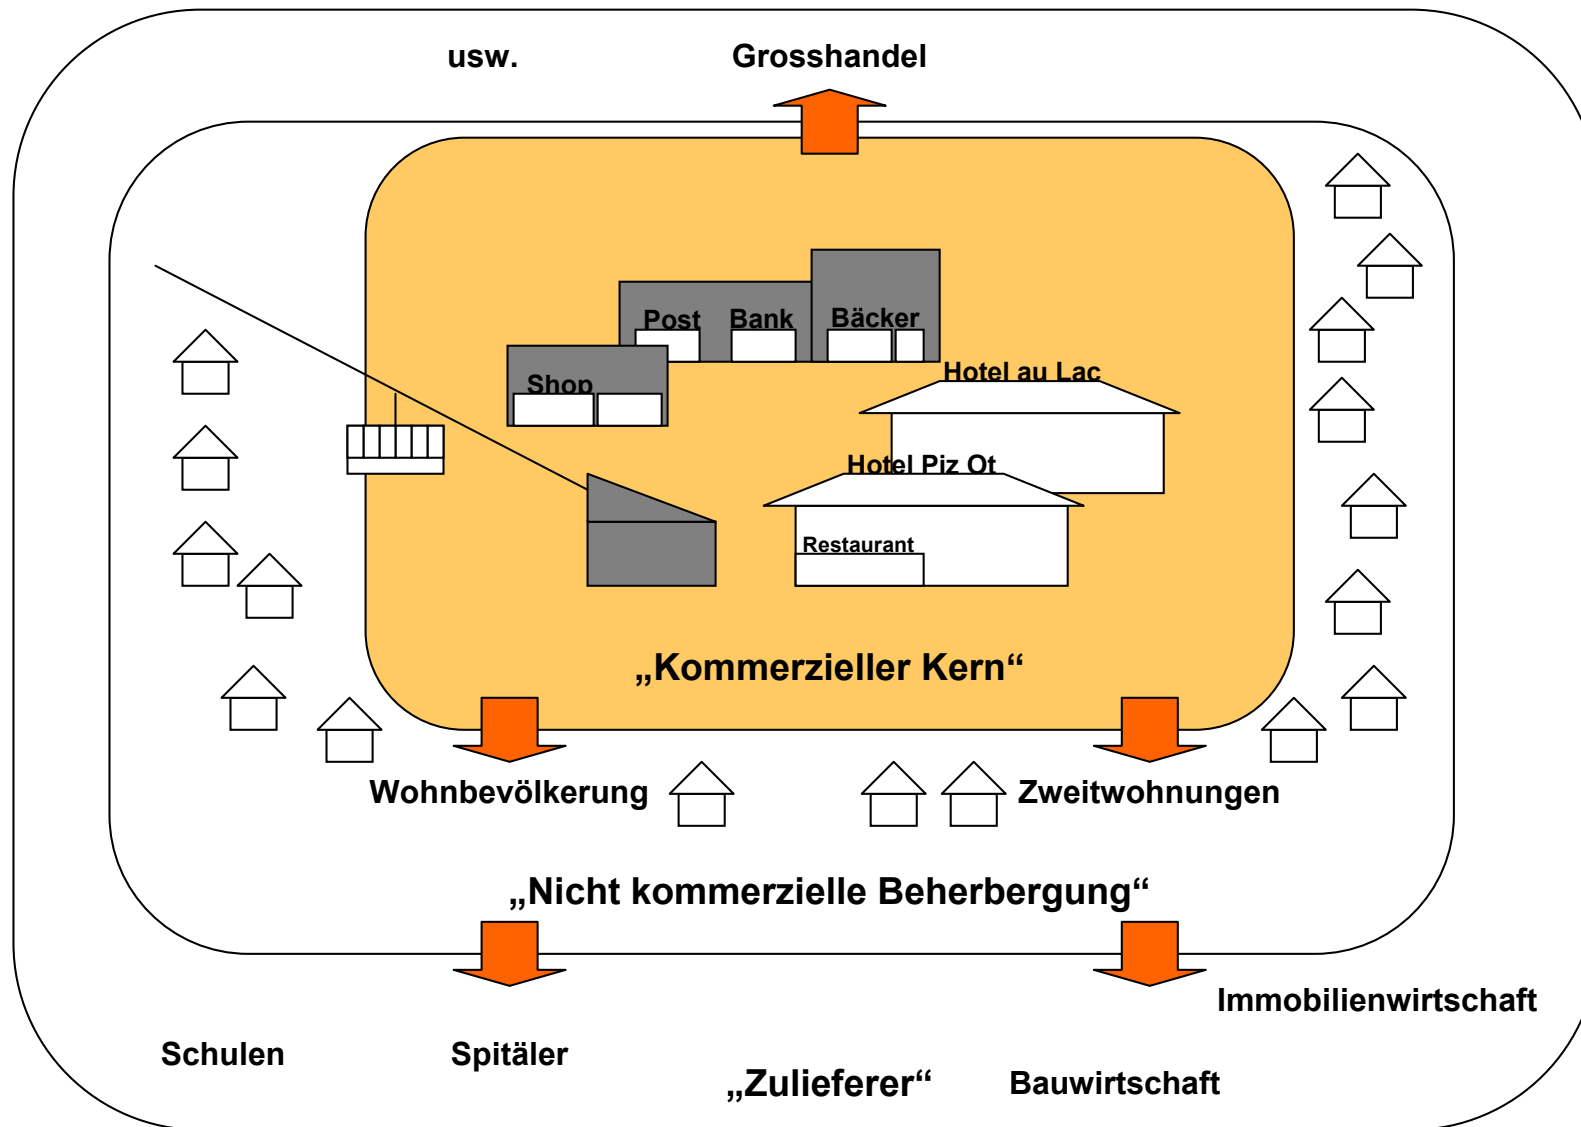 usw. Grosshandel
Post Bank Bäcker
Shop
Hotel au Lac
Hotel Piz Ot
Restaurant
„Kommerzieller Kern“
Wohnbevölkerung Zweitwohnungen
„Nicht kommerzielle Beherbergung“
Immobilienwirtschaft
Schulen Spitäler
„Zulieferer“ Bauwirtschaft